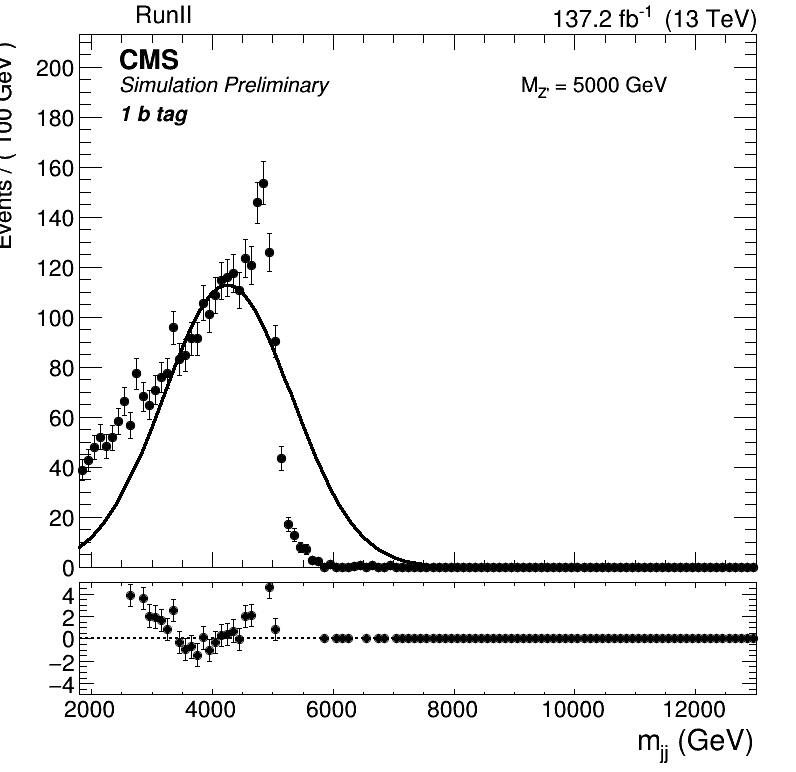 RunII 137.2 fb-1 (13 TeV)
CMS
Simulation Preliminary
MZ' = 5000 GeV
1 b tag
Events / ( 100 GeV )
200
180
160
140
120
100
80
60
40
20
0
4
2
0
−2
−4
2000 4000 6000 8000 10000 12000
mjj (GeV)